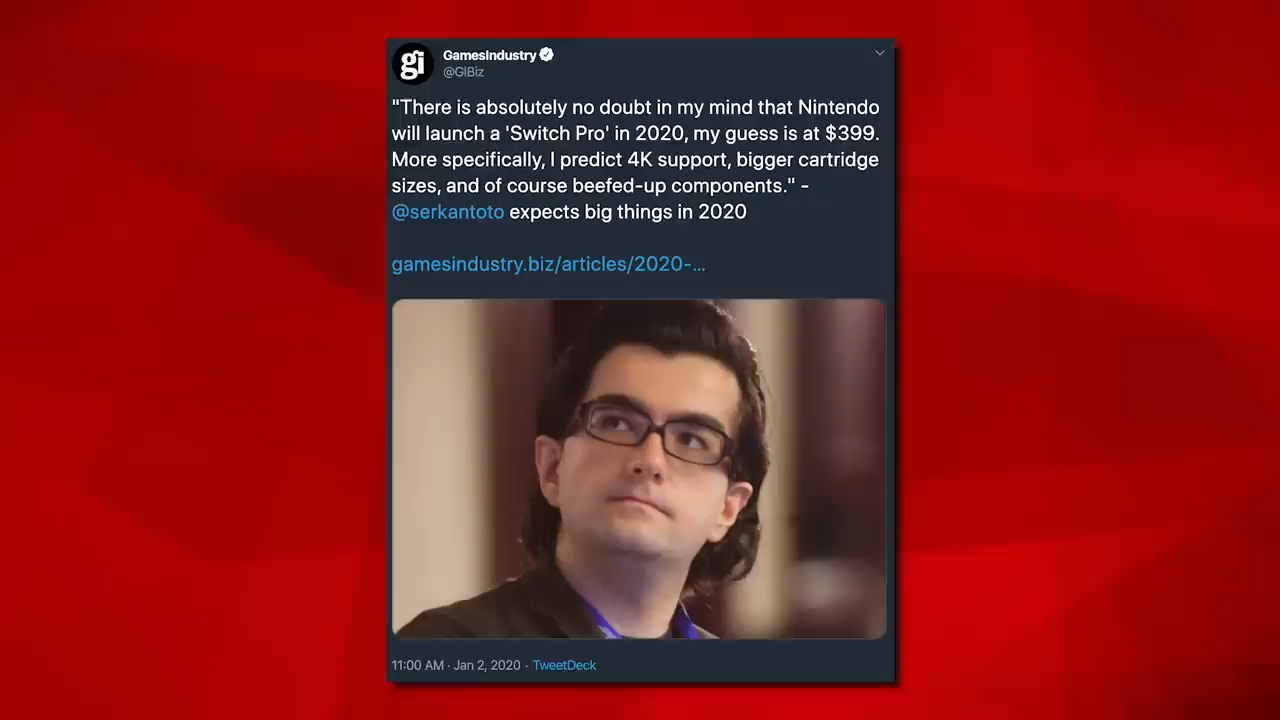 gi
GamesIndustry
@GIBiz
"There is absolutely no doubt in my mind that Nintendo
will launch a 'Switch Pro' in 2020, my guess is at $399.
More specifically, I predict 4K support, bigger cartridge
sizes, and of course beefed-up components." -
@serkantoto expects big things in 2020
gamesindustry.biz/articles/2020-...
11:00 AM · Jan 2, 2020 · TweetDeck